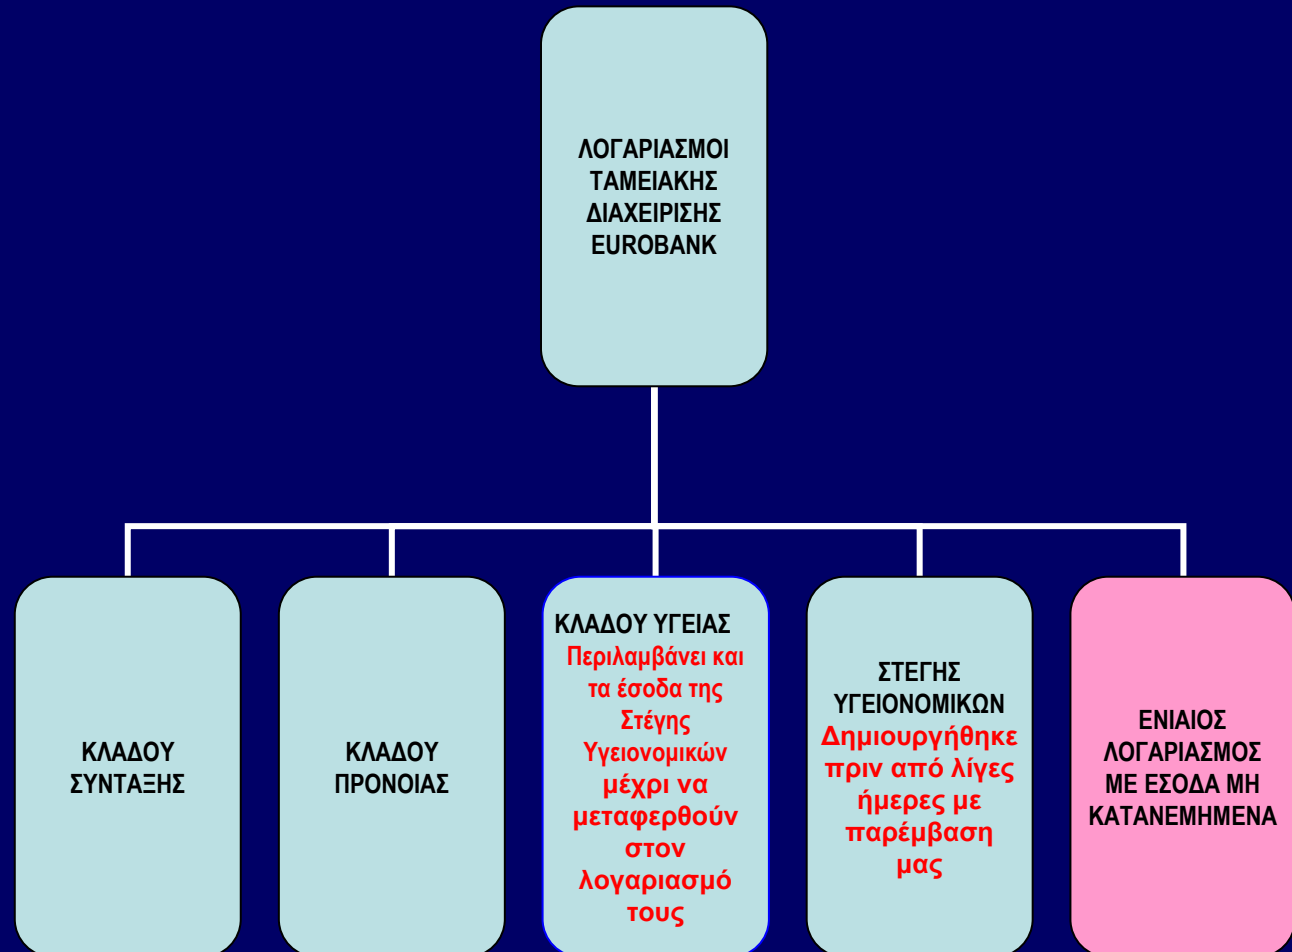 ΛΟΓΑΡΙΑΣΜΟΙ
ΤΑΜΕΙΑΚΗΣ
ΔΙΑΧΕΙΡΙΣΗΣ
EUROBANK
ΚΛΑΔΟΥ
ΣΥΝΤΑΞΗΣ
ΚΛΑΔΟΥ
ΠΡΟΝΟΙΑΣ
ΚΛΑΔΟΥ ΥΓΕΙΑΣ
Περιλαμβάνει και
τα έσοδα της
Στέγης
Υγειονομικών
μέχρι να
μεταφερθούν
στον
λογαριασμό
τους
ΣΤΕΓΗΣ
ΥΓΕΙΟΝΟΜΙΚΩΝ
Δημιουργήθηκε
πριν από λίγες
ήμερες με
παρέμβαση
μας
ΕΝΙΑΙΟΣ
ΛΟΓΑΡΙΑΣΜΟΣ
ΜΕ ΕΣΟΔΑ ΜΗ
ΚΑΤΑΝΕΜΗΜΕΝΑ